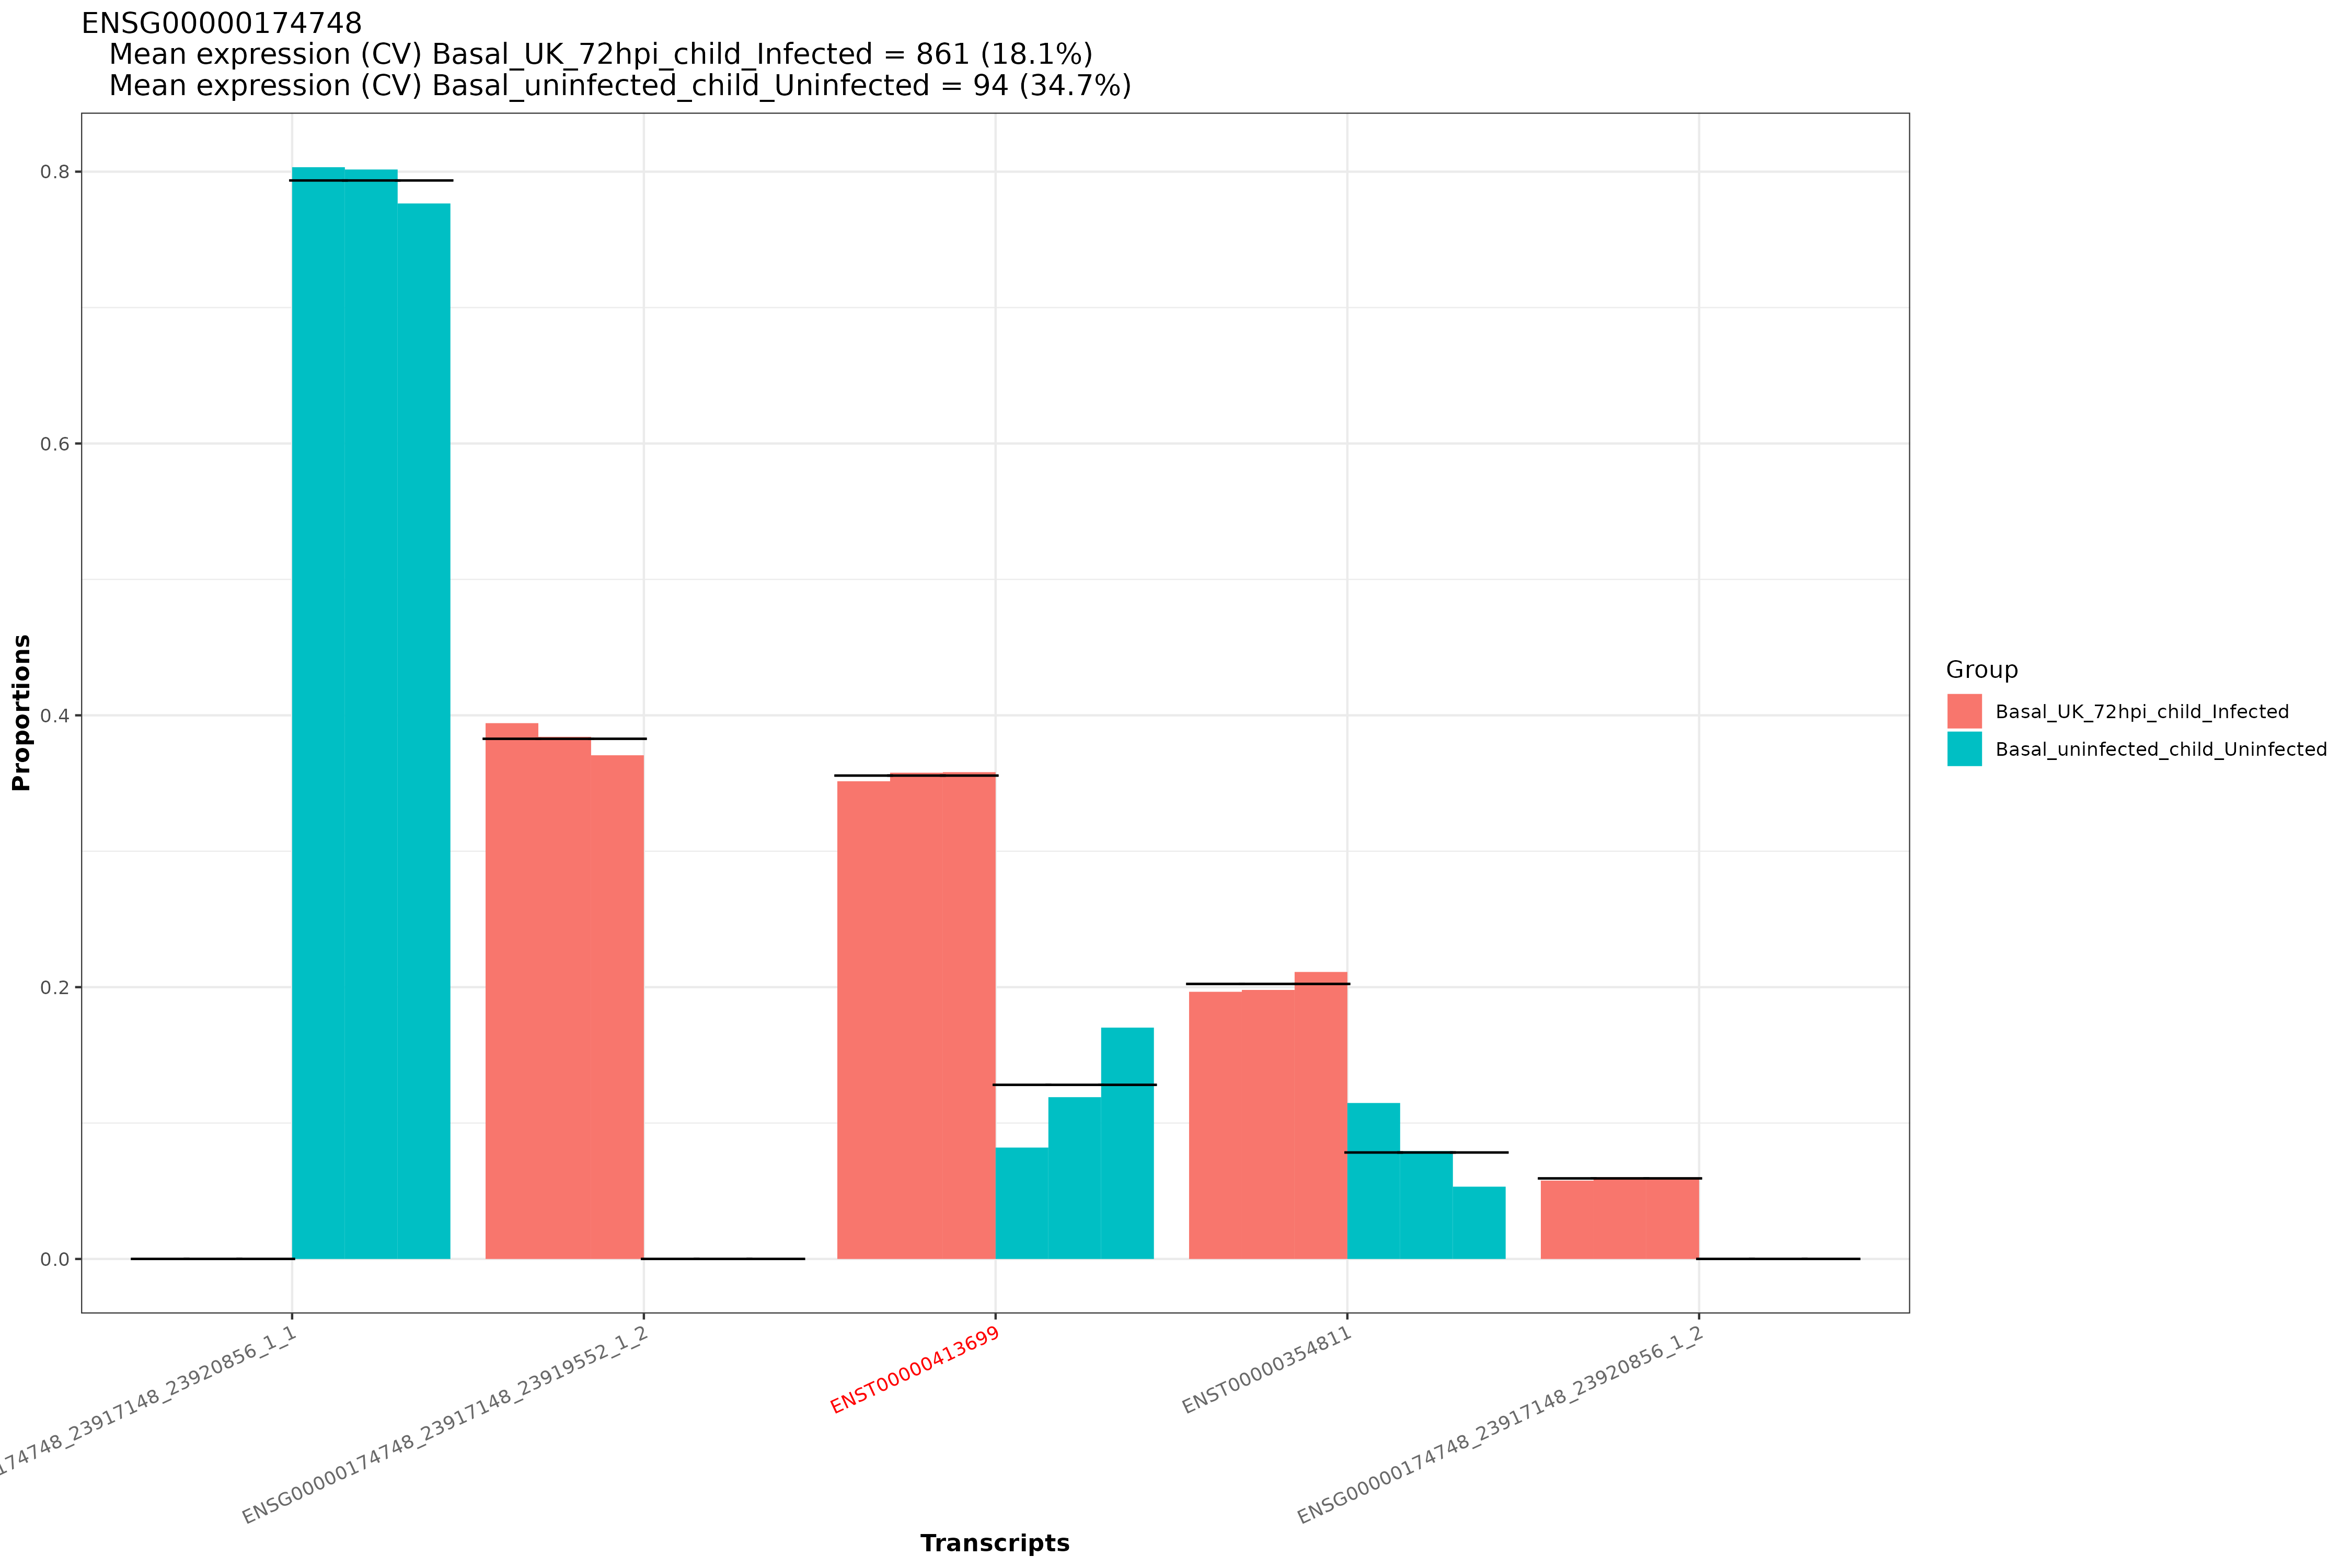 ENSG00000174748
Mean expression (CV) Basal_UK_72hpi_child_Infected = 861 (18.1%)
Mean expression (CV) Basal_uninfected_child_Uninfected = 94 (34.7%)
Proportions
0.8
0.6
0.4
0.2
0.0
174748_23917148_23920856_1_1
ENSG00000174748_23917148_23919552_1_2
ENST00000413699
ENST00000354811
ENSG00000174748_23917148_23920856_1_2
Transcripts
Group
Basal_UK_72hpi_child_Infected
Basal_uninfected_child_Uninfected